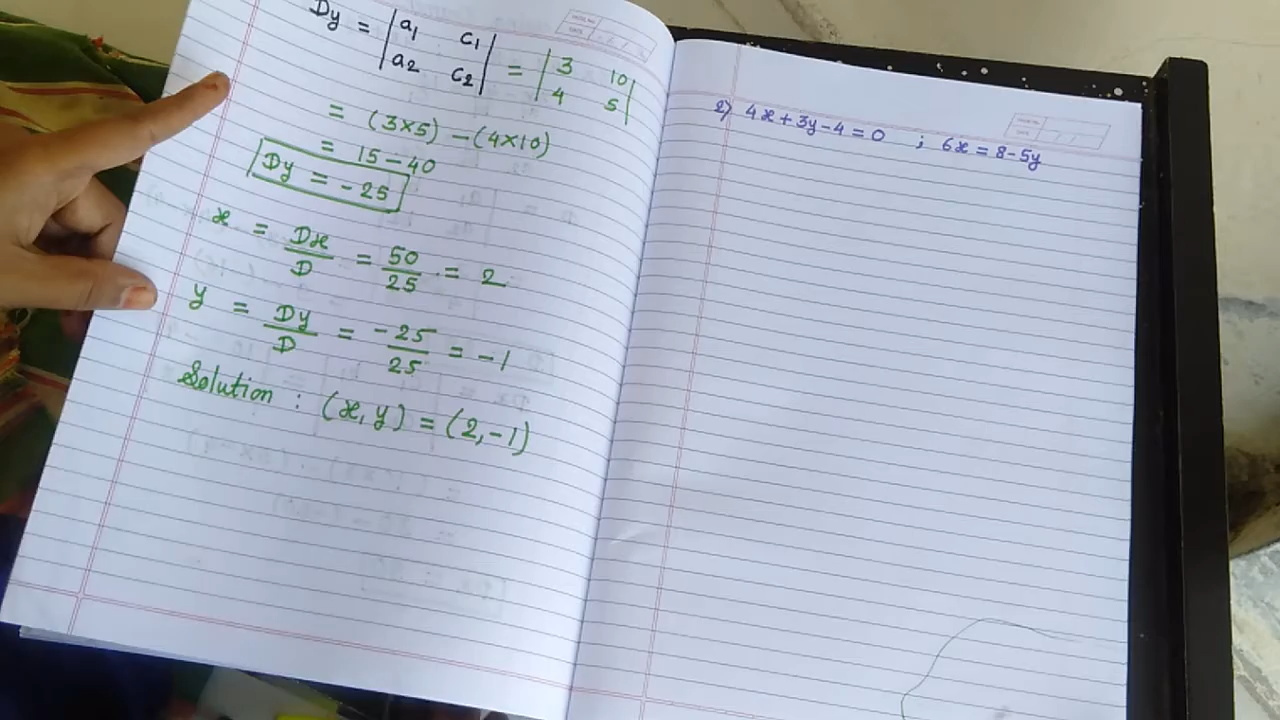 Dy = | a₁ c₁ | = | 3 10 |
| a₂ c₂ | | 4 5 |
= (3×5) – (4×10)
= 15 – 40
Dy = -25
x = Dx/D = 50/25 = 2
y = Dy/D = -25/25 = -1
Solution : (x, y) = (2, -1)
2) 4x + 3y – 4 = 0 ; 6x = 8 - 5y